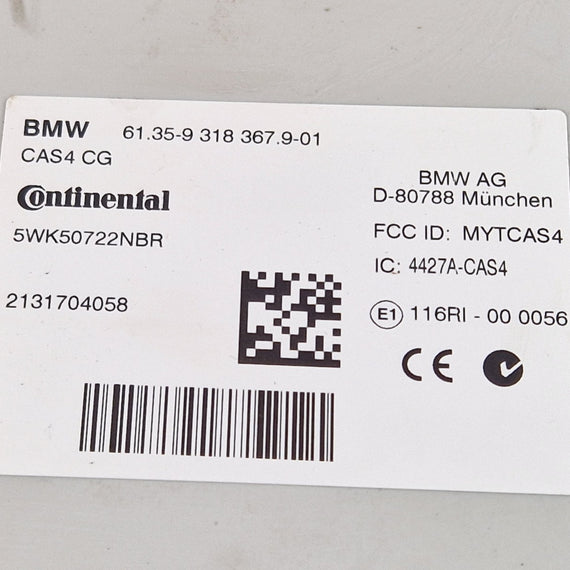 BMW 61.35-9 318 367.9-01
CAS4 CG
Continental
5WK50722NBR
2131704058
BMW AG
D-80788 München
FCC ID: MYTCAS4
IC: 4427A-CAS4
E1 116RI - 00 0056
CE